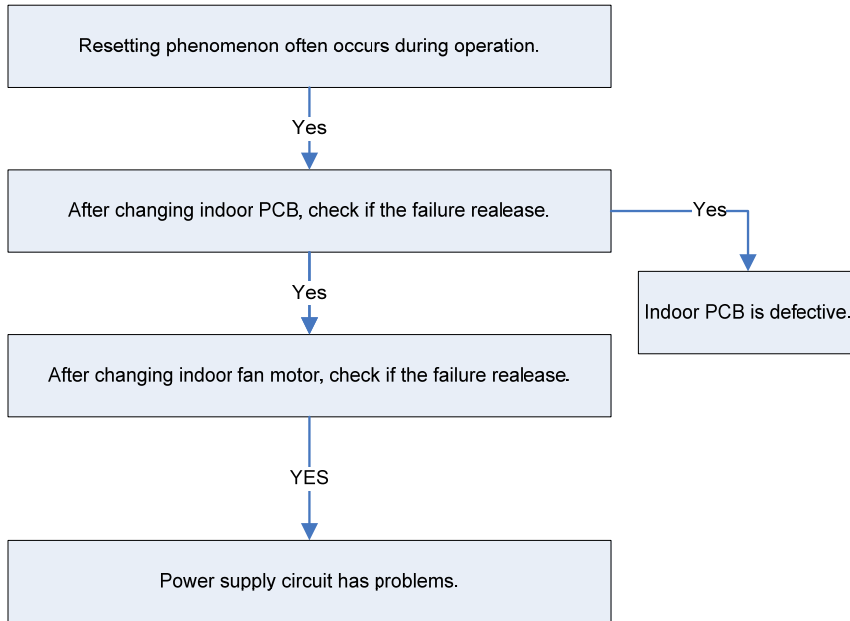 Resetting phenomenon often occurs during operation.
Yes
After changing indoor PCB, check if the failure realease.
Yes
Indoor PCB is defective.
Yes
After changing indoor fan motor, check if the failure realease.
YES
Power supply circuit has problems.